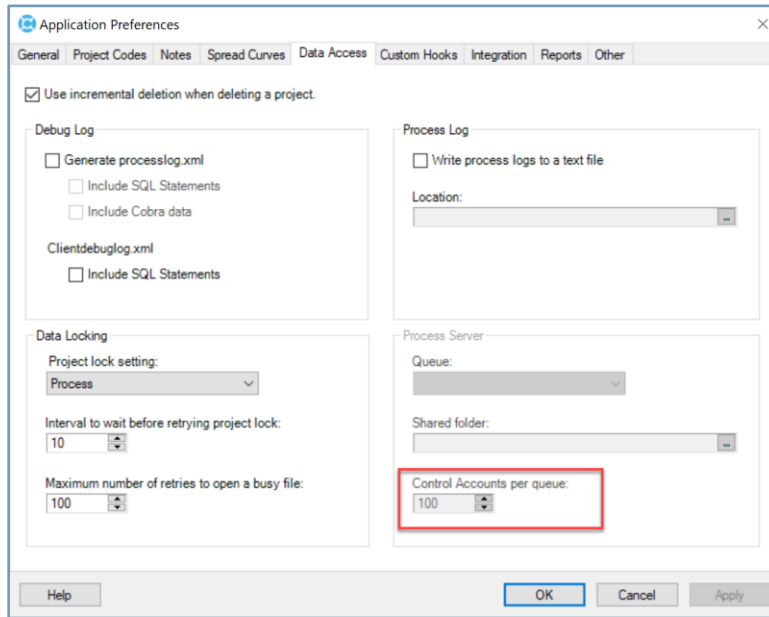 Application Preferences
General Project Codes Notes Spread Curves Data Access Custom Hooks Integration Reports Other
Use incremental deletion when deleting a project.
Debug Log
Generate processlog.xml
Include SQL Statements
Include Cobra data
Clientdebuglog.xml
Include SQL Statements
Process Log
Write process logs to a text file
Location:
...
Data Locking
Project lock setting:
Process
Interval to wait before retrying project lock:
10
Maximum number of retries to open a busy file:
100
Process Server
Queue:
Shared folder:
...
Control Accounts per queue:
100
Help OK Cancel Apply